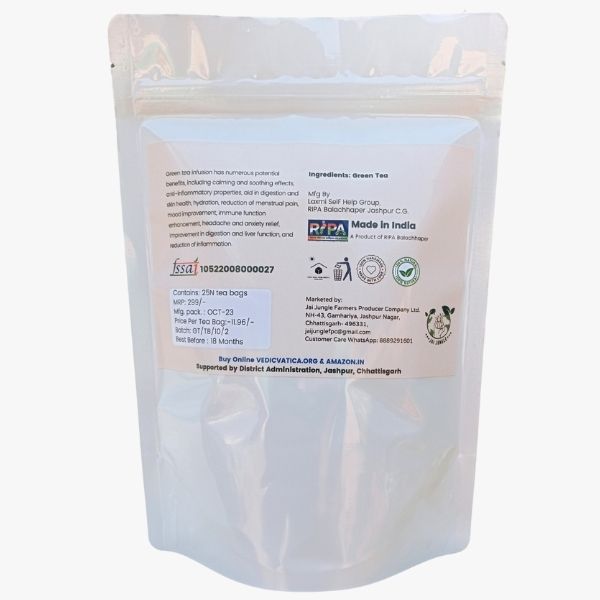 Green tea infusion has numerous potential
benefits, including calming and soothing effects,
anti-inflammatory properties, aid in digestion and
skin health, hydration, reduction of menstrual pain,
mood improvement, immune function
enhancement, headache and anxiety relief,
improvement in digestion and liver function, and
reduction of inflammation.
fssai 10522008000027
Contains: 25N tea bags
MRP: 299/-
Mfg. pack. : OCT-23
Price Per Tea Bag:-11.96/-
Batch: GT/TB/10/2
Best Before : 18 Months
Ingredients: Green Tea
Mfg By
Laxmi Self Help Group,
RIPA Balachhaper Jashpur C.G.
RIPA Made in India
A Product of RIPA Balachhaper
Marketed by:
Jai Jungle Farmers Producer Company Ltd.
NH-43, Gamhariya, Jashpur Nagar,
Chhattisgarh- 496331,
jaijunglefpc@gmail.com
Customer Care WhatsApp: 8689291601
JAI JUNGLE
Buy Online VEDICVATICA.ORG & AMAZON.IN
Supported by District Administration, Jashpur, Chhattisgarh